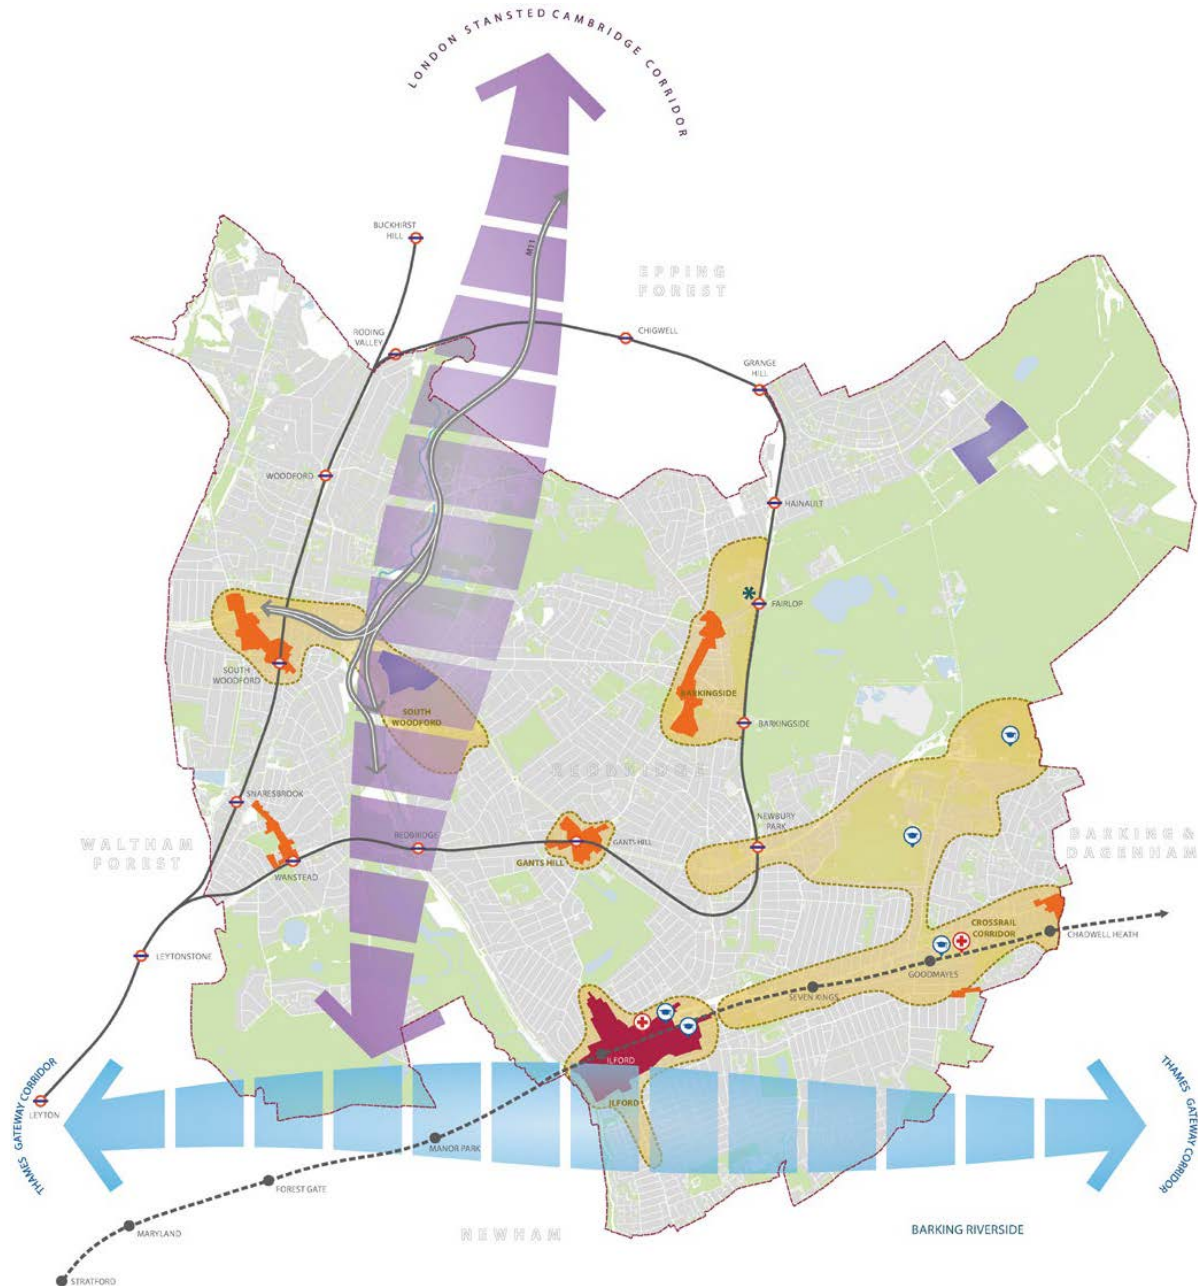 LONDON STANSTED CAMBRIDGE CORRIDOR
BUCKHIRST
HILL
M11
EPPING
FOREST
RODING
VALLEY
CHIGWELL
GRANGE
HILL
WOODFORD
HAINAULT
FAIRLOP
SOUTH
WOODFORD
BARKINGSIDE
SOUTH
WOODFORD
BARKINGSIDE
REDBRIDGE
SNARESBROOK
NEWBURY
PARK
WALTHAM
FOREST
REDBRIDGE
GANTS HILL
GANTS HILL
BARKING &
DAGENHAM
WANSTEAD
CROSSRAIL
CORRIDOR
CHADWELL HEATH
LEYTONSTONE
GOODMAYES
SEVEN KINGS
ILFORD
THAMES GATEWAY CORRIDOR
THAMES GATEWAY CORRIDOR
LEYTON
ILFORD
MANOR PARK
FOREST GATE
MARYLAND
NEWHAM
BARKING RIVERSIDE
STRATFORD